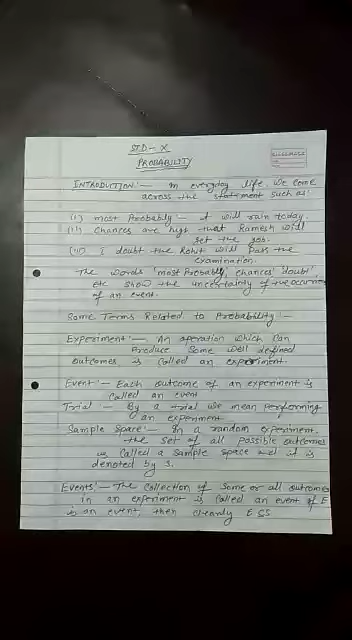 STD - X
PROBABILITY
INTRODUCTION :- In everyday life, we come
across the statement such as:
(i) most Probably - it will rain today.
(ii) Chances are high that Ramesh will
get the job.
(iii) I doubt the Rohit will Pass the
examination.
The words 'most Probably', chances' doubt',
etc show the uncertainity of the occurence
of an event.
Some Terms Related to Probability :-
Experiment :- An operation which can
Produce some well defined
outcomes, is called an experiment.
Event :- Each outcome of an experiment is
called an event
Trial :- By a trial we mean performing
an experiment
Sample space :- In a random experiment.
the set of all possible outcomes
is called a sample space and it is
denoted by S.
Events :- The collection of some or all outcomes
in an experiment is called an event If E
is an event, then clearly E ⊆ S